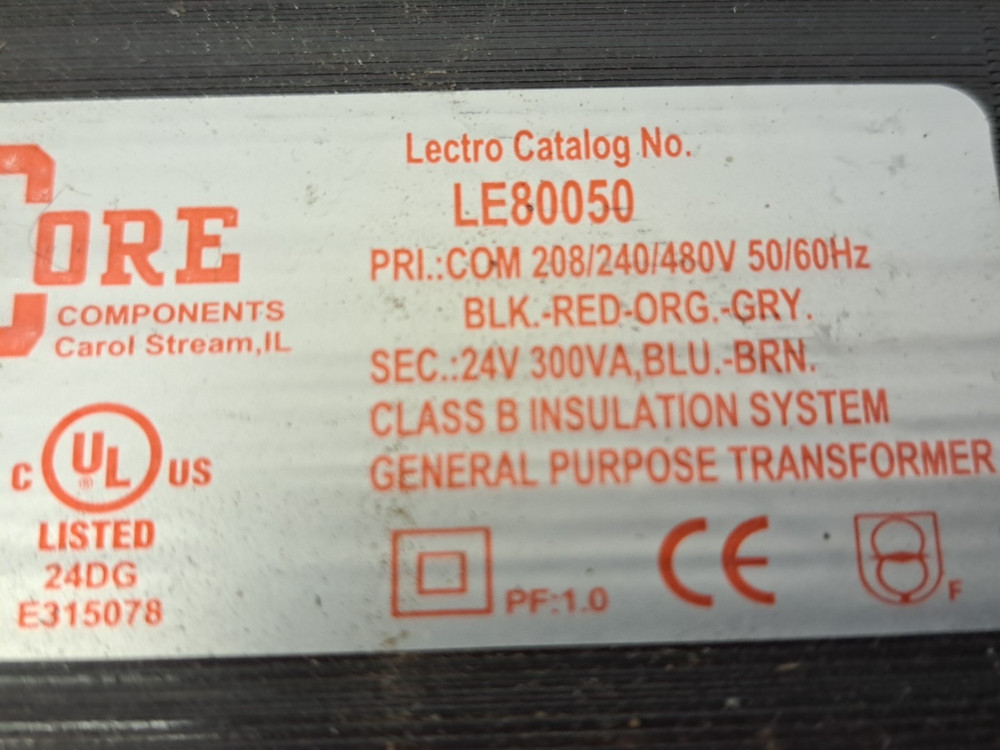 Lectro Catalog No.
LE80050
PRI.:COM 208/240/480V 50/60Hz
BLK.-RED-ORG.-GRY.
SEC.:24V 300VA,BLU.-BRN.
CLASS B INSULATION SYSTEM
GENERAL PURPOSE TRANSFORMER
CORE
COMPONENTS
Carol Stream,IL
C UL® US
LISTED
24DG
E315078
PF:1.0
CE
F